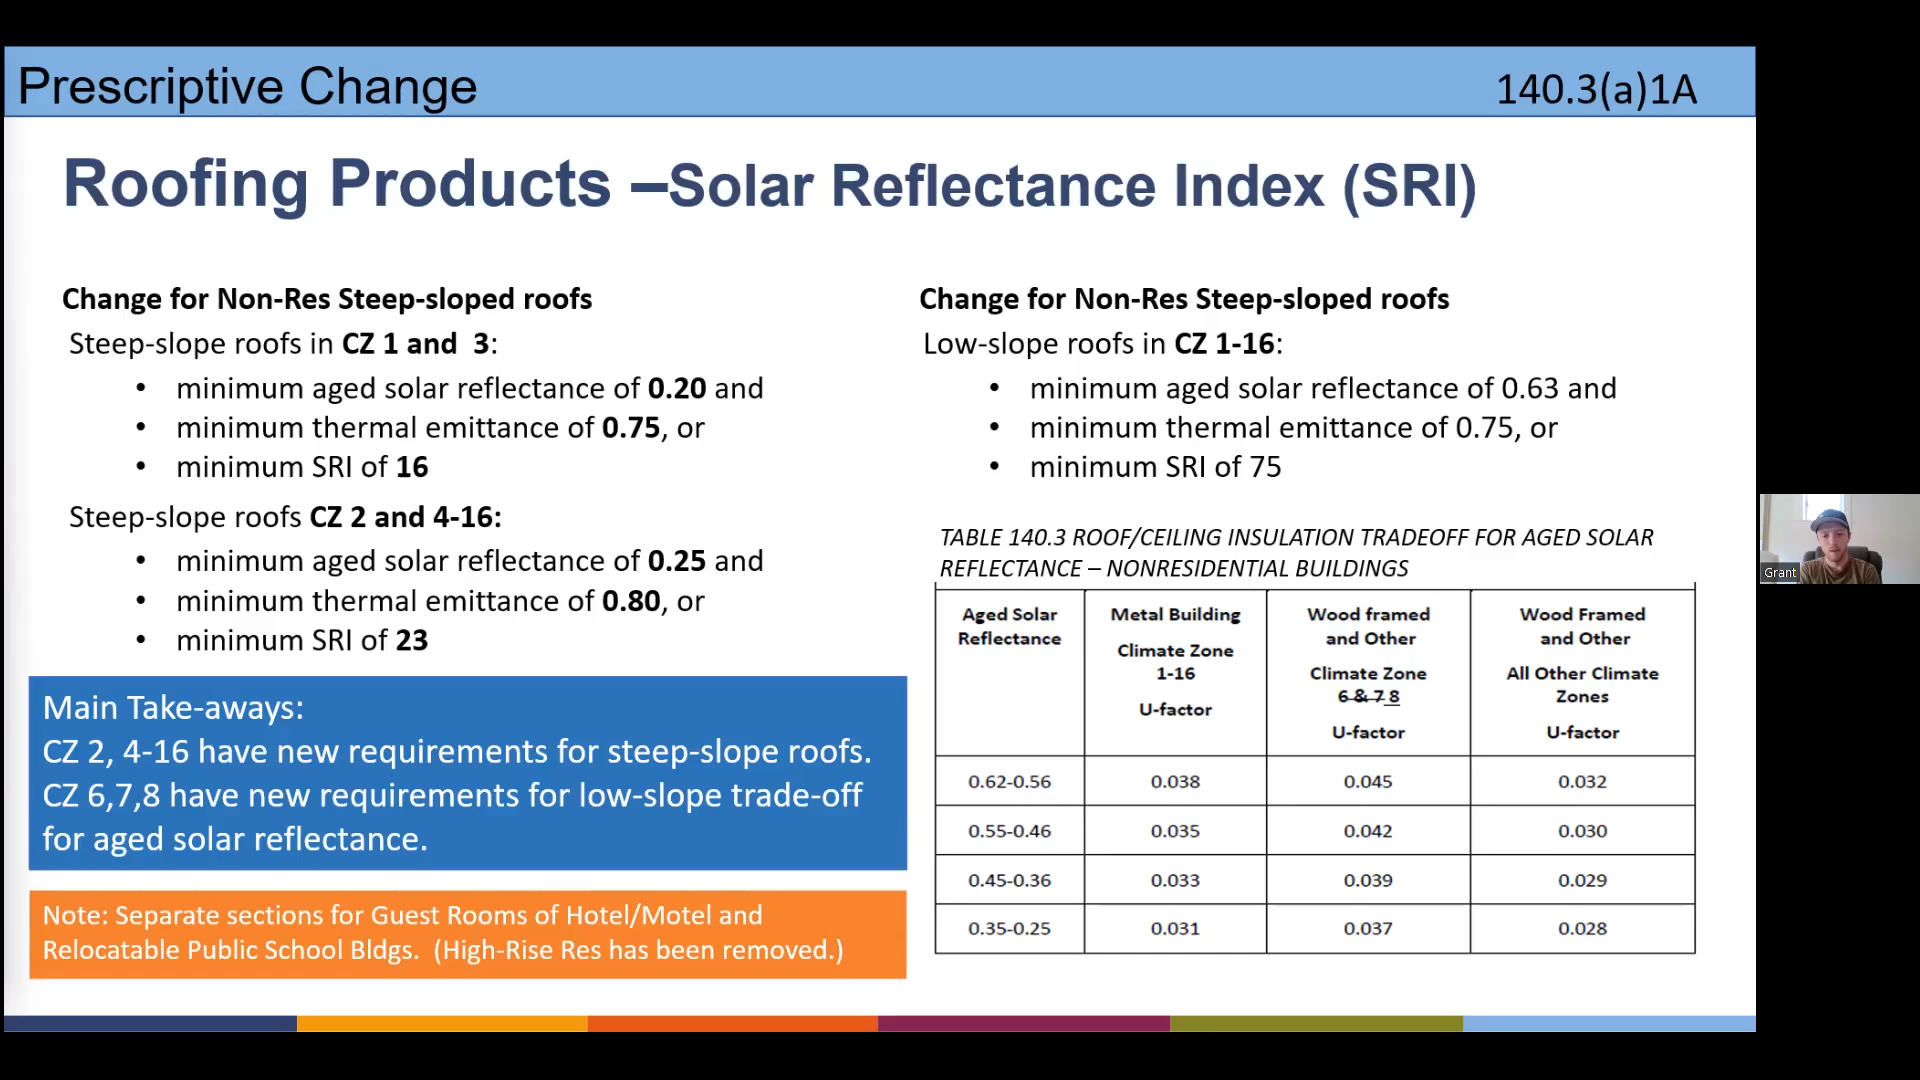 Prescriptive Change
140.3(a)1A
Roofing Products –Solar Reflectance Index (SRI)
Change for Non-Res Steep-sloped roofs
Steep-slope roofs in CZ 1 and  3:
• minimum aged solar reflectance of 0.20 and
• minimum thermal emittance of 0.75, or
• minimum SRI of 16
Steep-slope roofs CZ 2 and 4-16:
• minimum aged solar reflectance of 0.25 and
• minimum thermal emittance of 0.80, or
• minimum SRI of 23
Main Take-aways:
CZ 2, 4-16 have new requirements for steep-slope roofs.
CZ 6,7,8 have new requirements for low-slope trade-off
for aged solar reflectance.
Note: Separate sections for Guest Rooms of Hotel/Motel and
Relocatable Public School Bldgs.  (High-Rise Res has been removed.)
Change for Non-Res Steep-sloped roofs
Low-slope roofs in CZ 1-16:
• minimum aged solar reflectance of 0.63 and
• minimum thermal emittance of 0.75, or
• minimum SRI of 75
TABLE 140.3 ROOF/CEILING INSULATION TRADEOFF FOR AGED SOLAR
REFLECTANCE – NONRESIDENTIAL BUILDINGS
Aged Solar
Reflectance
Metal Building
Climate Zone
1-16
U-factor
Wood framed
and Other
Climate Zone
6 & 7 8
U-factor
Wood Framed
and Other
All Other Climate
Zones
U-factor
0.62-0.56 0.038 0.045 0.032
0.55-0.46 0.035 0.042 0.030
0.45-0.36 0.033 0.039 0.029
0.35-0.25 0.031 0.037 0.028
Grant